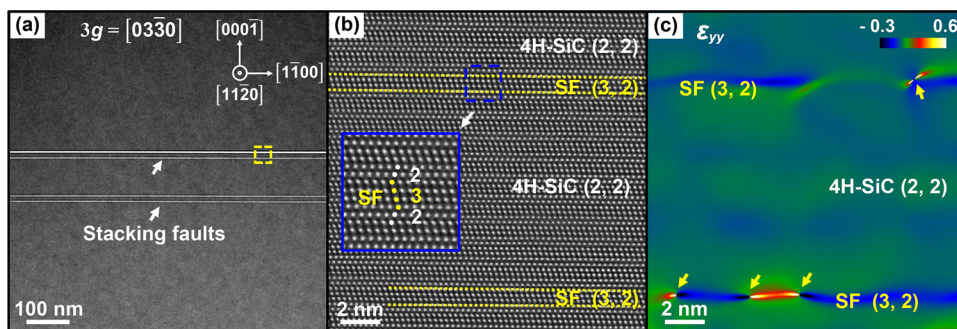 (a)
3g = [03̄30]
[0001̄]
[11̄00]
[112̄0]
Stacking faults
100 nm
(b)
4H-SiC (2, 2)
SF (3, 2)
2
SF 3
2
4H-SiC (2, 2)
SF (3, 2)
2 nm
(c)
εyy
- 0.3 0.6
SF (3, 2)
4H-SiC (2, 2)
SF (3, 2)
2 nm